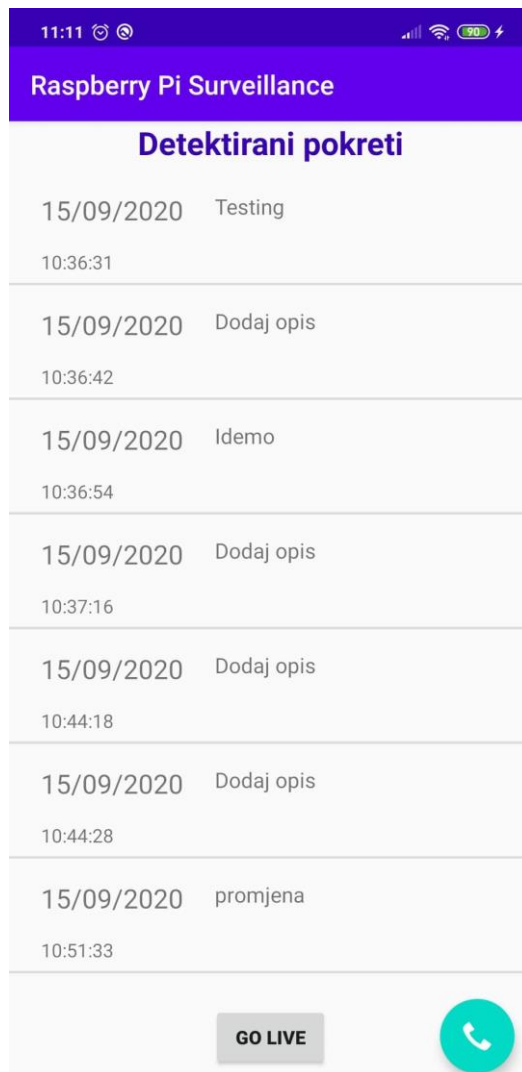 11:11 90
Raspberry Pi Surveillance
Detektirani pokreti
15/09/2020 Testing
10:36:31
15/09/2020 Dodaj opis
10:36:42
15/09/2020 Idemo
10:36:54
15/09/2020 Dodaj opis
10:37:16
15/09/2020 Dodaj opis
10:44:18
15/09/2020 Dodaj opis
10:44:28
15/09/2020 promjena
10:51:33
GO LIVE